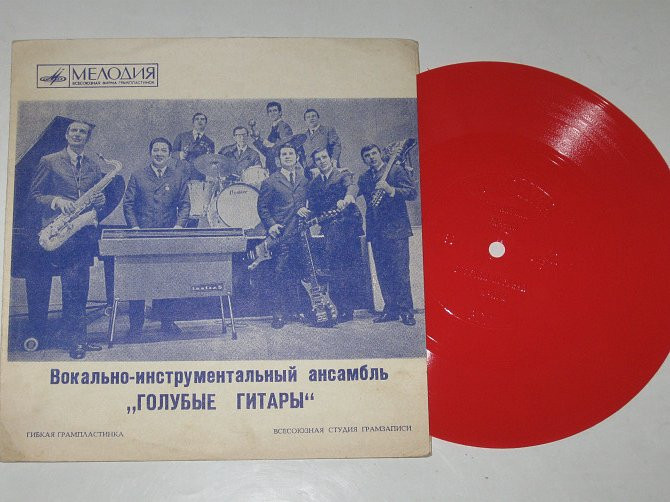 МЕЛОДИЯ
ВСЕСОЮЗНАЯ ФИРМА ГРАМПЛАСТИНОК
Вокально-инструментальный ансамбль
„ГОЛУБЫЕ ГИТАРЫ“
ГИБКАЯ ГРАМПЛАСТИНКА
ВСЕСОЮЗНАЯ СТУДИЯ ГРАМЗАПИСИ